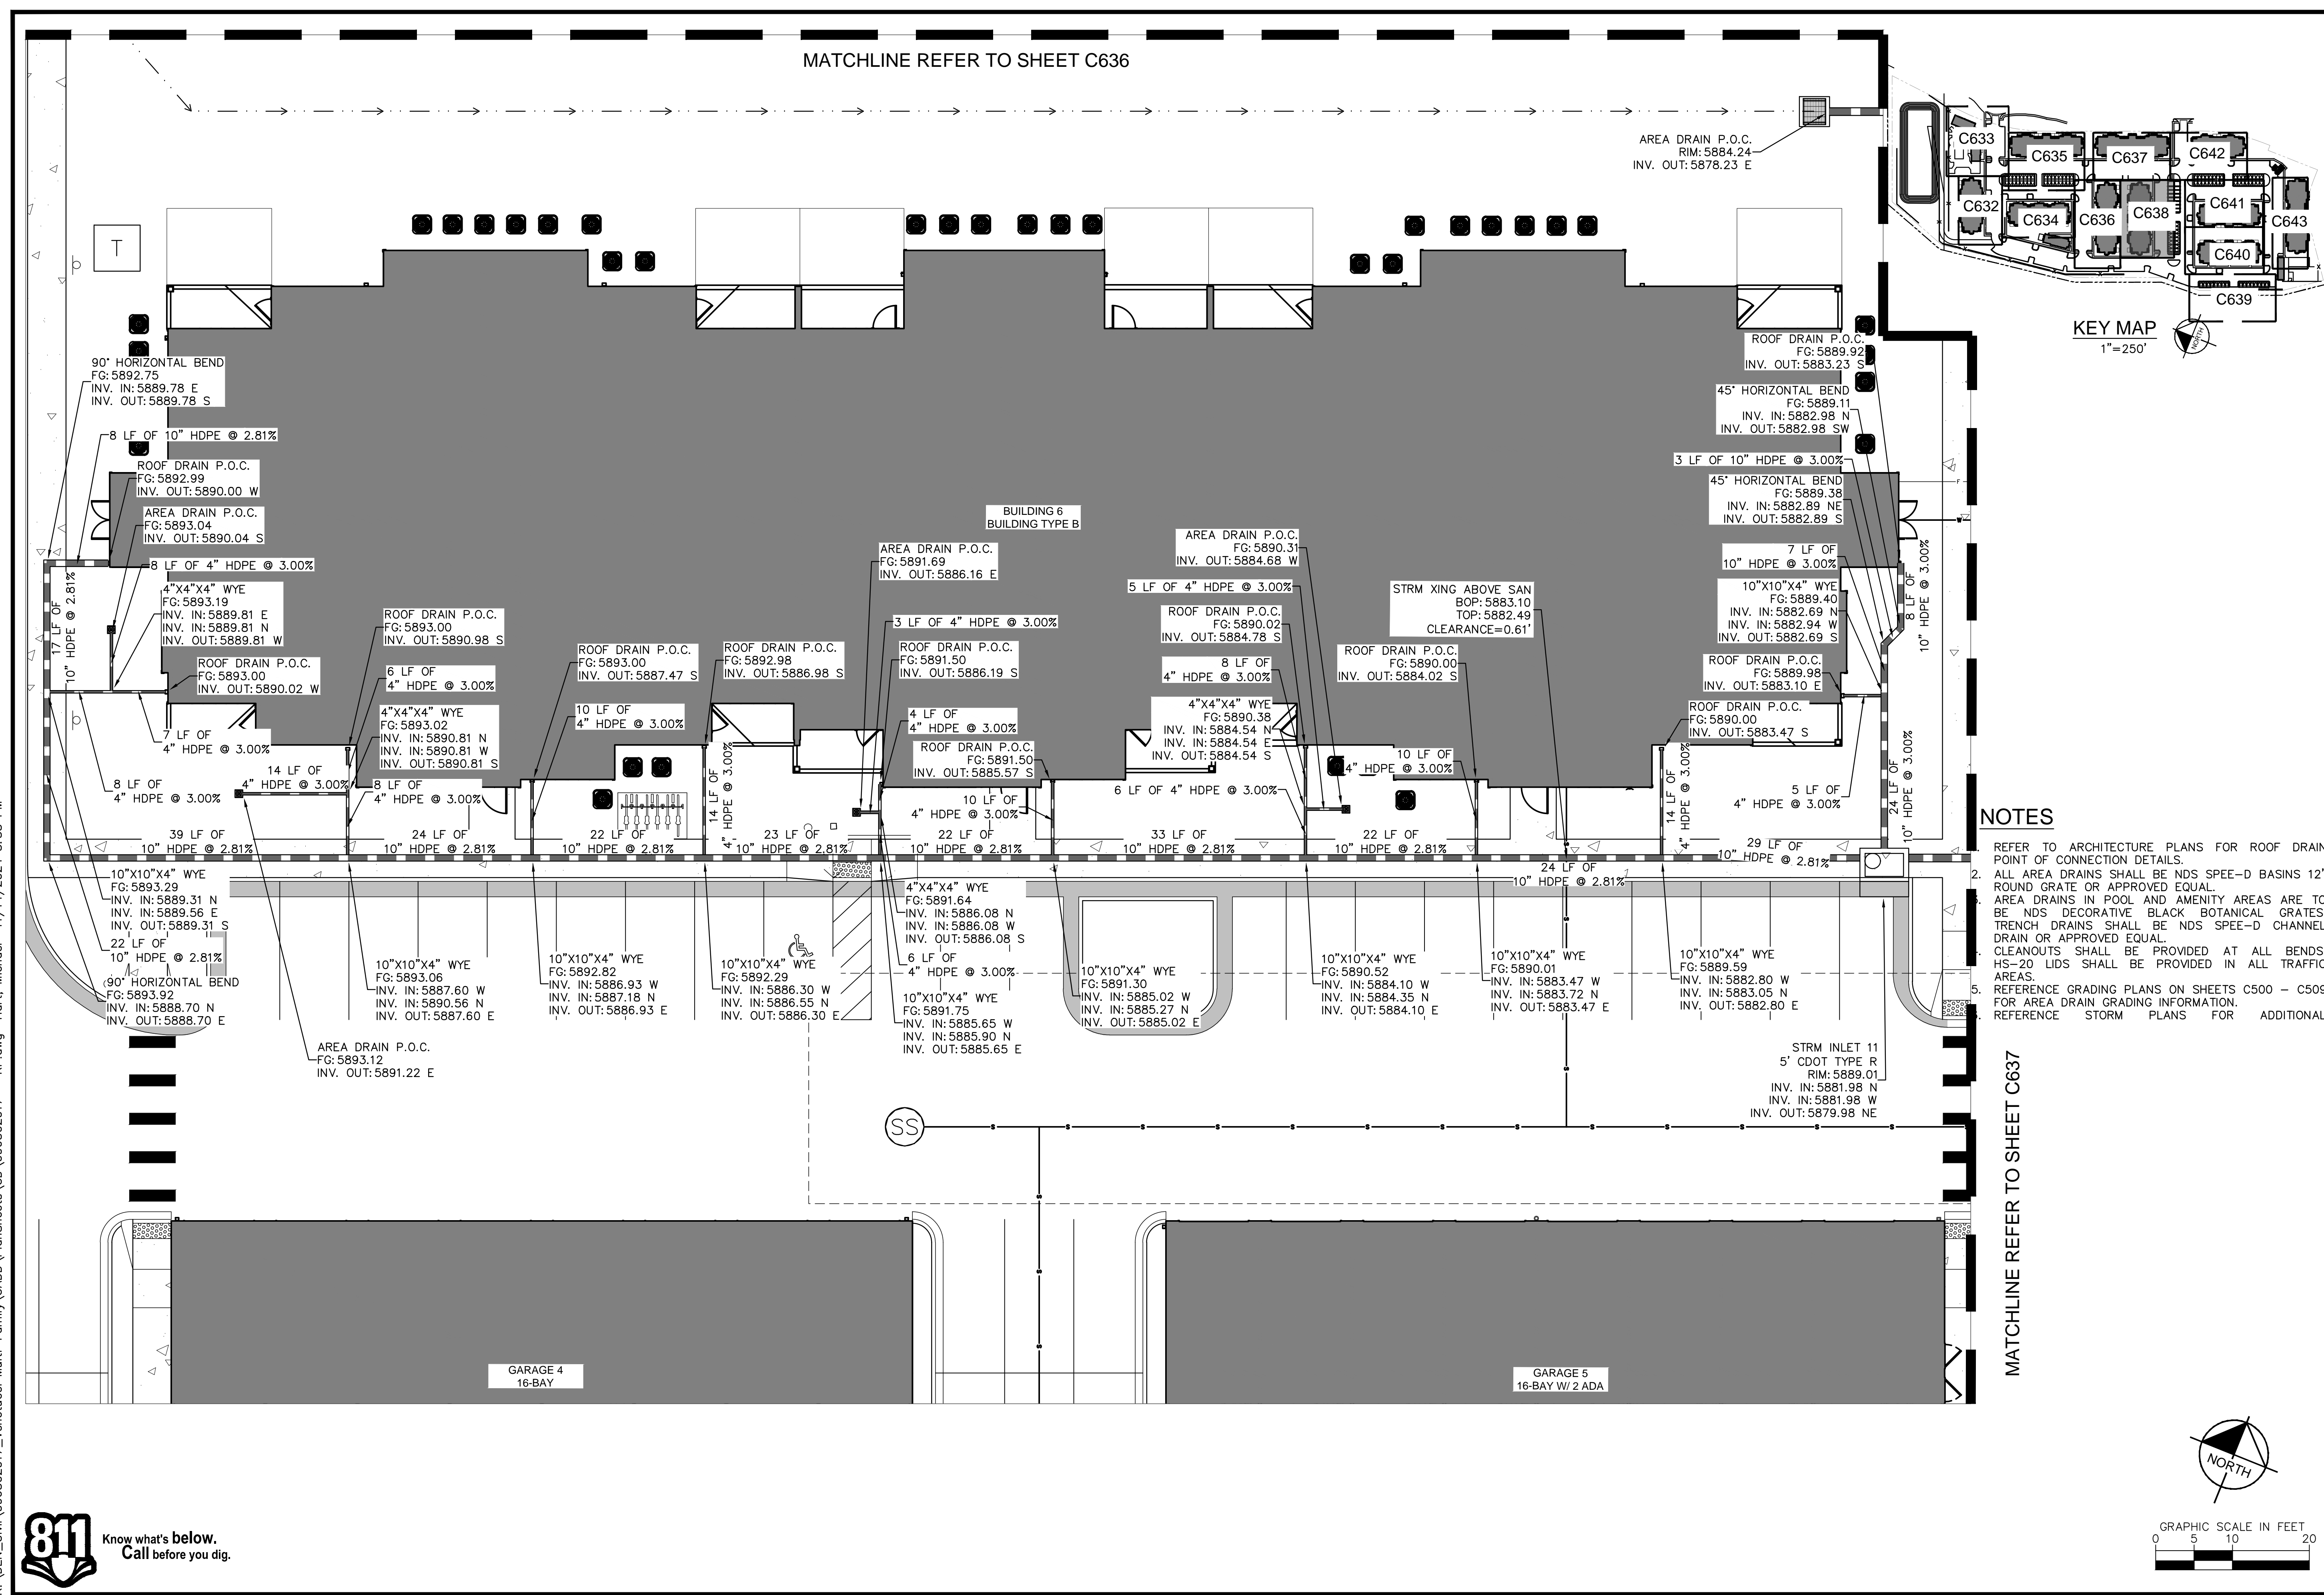 MATCHLINE REFER TO SHEET C636
AREA DRAIN P.O.C.
RIM: 5884.24
INV. OUT: 5878.23 E
C633
C635
C637
C642
C632
C634
C636
C638
C641
C643
C640
C639
KEY MAP
1"=250'
NORTH
T
90° HORIZONTAL BEND
FG: 5892.75
INV. IN: 5889.78 E
INV. OUT: 5889.78 S
8 LF OF 10" HDPE @ 2.81%
ROOF DRAIN P.O.C.
FG: 5892.99
INV. OUT: 5890.00 W
AREA DRAIN P.O.C.
FG: 5893.04
INV. OUT: 5890.04 S
8 LF OF 4" HDPE @ 3.00%
4"X4"X4" WYE
FG: 5893.19
INV. IN: 5889.81 E
INV. IN: 5889.81 N
INV. OUT: 5889.81 W
17 LF OF
10" HDPE @ 2.81%
ROOF DRAIN P.O.C.
FG: 5893.00
INV. OUT: 5890.02 W
7 LF OF
4" HDPE @ 3.00%
8 LF OF
4" HDPE @ 3.00%
14 LF OF
4" HDPE @ 3.00%
ROOF DRAIN P.O.C.
FG: 5893.00
INV. OUT: 5890.98 S
6 LF OF
4" HDPE @ 3.00%
4"X4"X4" WYE
FG: 5893.02
INV. IN: 5890.81 N
INV. IN: 5890.81 W
INV. OUT: 5890.81 S
8 LF OF
4" HDPE @ 3.00%
ROOF DRAIN P.O.C.
FG: 5893.00
INV. OUT: 5887.47 S
10 LF OF
4" HDPE @ 3.00%
ROOF DRAIN P.O.C.
FG: 5892.98
INV. OUT: 5886.98 S
14 LF OF
4" HDPE @ 3.00%
BUILDING 6
BUILDING TYPE B
AREA DRAIN P.O.C.
FG: 5891.69
INV. OUT: 5886.16 E
3 LF OF 4" HDPE @ 3.00%
ROOF DRAIN P.O.C.
FG: 5891.50
INV. OUT: 5886.19 S
4 LF OF
4" HDPE @ 3.00%
ROOF DRAIN P.O.C.
FG: 5891.50
INV. OUT: 5885.57 S
10 LF OF
4" HDPE @ 3.00%
AREA DRAIN P.O.C.
FG: 5890.31
INV. OUT: 5884.68 W
5 LF OF 4" HDPE @ 3.00%
ROOF DRAIN P.O.C.
FG: 5890.02
INV. OUT: 5884.78 S
8 LF OF
4" HDPE @ 3.00%
4"X4"X4" WYE
FG: 5890.38
INV. IN: 5884.54 N
INV. IN: 5884.54 E
INV. OUT: 5884.54 S
6 LF OF 4" HDPE @ 3.00%
10 LF OF
4" HDPE @ 3.00%
STRM XING ABOVE SAN
BOP: 5883.10
TOP: 5882.49
CLEARANCE=0.61'
ROOF DRAIN P.O.C.
FG: 5890.00
INV. OUT: 5884.02 S
ROOF DRAIN P.O.C.
FG: 5889.92
INV. OUT: 5883.23 S
45° HORIZONTAL BEND
FG: 5889.11
INV. IN: 5882.98 N
INV. OUT: 5882.98 SW
3 LF OF 10" HDPE @ 3.00%
45° HORIZONTAL BEND
FG: 5889.38
INV. IN: 5882.89 NE
INV. OUT: 5882.89 S
7 LF OF
10" HDPE @ 3.00%
10"X10"X4" WYE
FG: 5889.40
INV. IN: 5882.69 N
INV. IN: 5882.94 W
INV. OUT: 5882.69 S
8 LF OF
10" HDPE @ 3.00%
ROOF DRAIN P.O.C.
FG: 5889.98
INV. OUT: 5883.10 E
ROOF DRAIN P.O.C.
FG: 5890.00
INV. OUT: 5883.47 S
14 LF OF
4" HDPE @ 3.00%
5 LF OF
4" HDPE @ 3.00%
24 LF OF
10" HDPE @ 3.00%
39 LF OF
10" HDPE @ 2.81%
24 LF OF
10" HDPE @ 2.81%
22 LF OF
10" HDPE @ 2.81%
23 LF OF
10" HDPE @ 2.81%
22 LF OF
10" HDPE @ 2.81%
33 LF OF
10" HDPE @ 2.81%
22 LF OF
10" HDPE @ 2.81%
24 LF OF
10" HDPE @ 2.81%
29 LF OF
10" HDPE @ 2.81%
10"X10"X4" WYE
FG: 5893.29
INV. IN: 5889.31 N
INV. IN: 5889.56 E
INV. OUT: 5889.31 S
22 LF OF
10" HDPE @ 2.81%
90° HORIZONTAL BEND
FG: 5893.92
INV. IN: 5888.70 N
INV. OUT: 5888.70 E
AREA DRAIN P.O.C.
FG: 5893.12
INV. OUT: 5891.22 E
10"X10"X4" WYE
FG: 5893.06
INV. IN: 5887.60 W
INV. IN: 5890.56 N
INV. OUT: 5887.60 E
10"X10"X4" WYE
FG: 5892.82
INV. IN: 5886.93 W
INV. IN: 5887.18 N
INV. OUT: 5886.93 E
10"X10"X4" WYE
FG: 5892.29
INV. IN: 5886.30 W
INV. IN: 5886.55 N
INV. OUT: 5886.30 E
4"X4"X4" WYE
FG: 5891.64
INV. IN: 5886.08 N
INV. IN: 5886.08 W
INV. OUT: 5886.08 S
6 LF OF
4" HDPE @ 3.00%
10"X10"X4" WYE
FG: 5891.75
INV. IN: 5885.65 W
INV. IN: 5885.90 N
INV. OUT: 5885.65 E
10"X10"X4" WYE
FG: 5891.30
INV. IN: 5885.02 W
INV. IN: 5885.27 N
INV. OUT: 5885.02 E
10"X10"X4" WYE
FG: 5890.52
INV. IN: 5884.10 W
INV. IN: 5884.35 N
INV. OUT: 5884.10 E
10"X10"X4" WYE
FG: 5890.01
INV. IN: 5883.47 W
INV. IN: 5883.72 N
INV. OUT: 5883.47 E
10"X10"X4" WYE
FG: 5889.59
INV. IN: 5882.80 W
INV. IN: 5883.05 N
INV. OUT: 5882.80 E
STRM INLET 11
5' CDOT TYPE R
RIM: 5889.01
INV. IN: 5881.98 N
INV. IN: 5881.98 W
INV. OUT: 5879.98 NE
SS
NOTES
REFER TO ARCHITECTURE PLANS FOR ROOF DRAIN
POINT OF CONNECTION DETAILS.
2. ALL AREA DRAINS SHALL BE NDS SPEE-D BASINS 12"
ROUND GRATE OR APPROVED EQUAL.
AREA DRAINS IN POOL AND AMENITY AREAS ARE TO
BE NDS DECORATIVE BLACK BOTANICAL GRATES.
TRENCH DRAINS SHALL BE NDS SPEE-D CHANNEL
DRAIN OR APPROVED EQUAL.
CLEANOUTS SHALL BE PROVIDED AT ALL BENDS.
HS-20 LIDS SHALL BE PROVIDED IN ALL TRAFFIC
AREAS.
5. REFERENCE GRADING PLANS ON SHEETS C500 - C509
FOR AREA DRAIN GRADING INFORMATION.
REFERENCE STORM PLANS FOR ADDITIONAL
MATCHLINE REFER TO SHEET C637
GARAGE 4
16-BAY
GARAGE 5
16-BAY W/ 2 ADA
NORTH
GRAPHIC SCALE IN FEET
0 5 10 20
811
Know what's below.
Call before you dig.